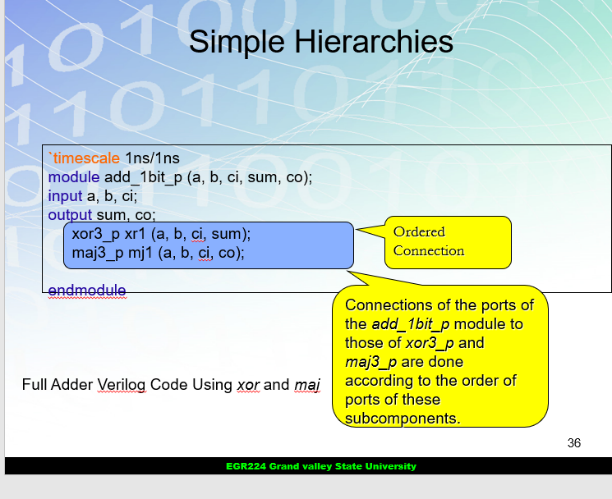 Simple Hierarchies
`timescale 1ns/1ns
module add_1bit_p (a, b, ci, sum, co);
input a, b, ci;
output sum, co;
xor3_p xr1 (a, b, ci, sum);
maj3_p mj1 (a, b, ci, co);
endmodule
Ordered
Connection
Connections of the ports of
the add_1bit_p module to
those of xor3_p and
maj3_p are done
according to the order of
ports of these
subcomponents.
Full Adder Verilog Code Using xor and maj
36
EGR224 Grand valley State University